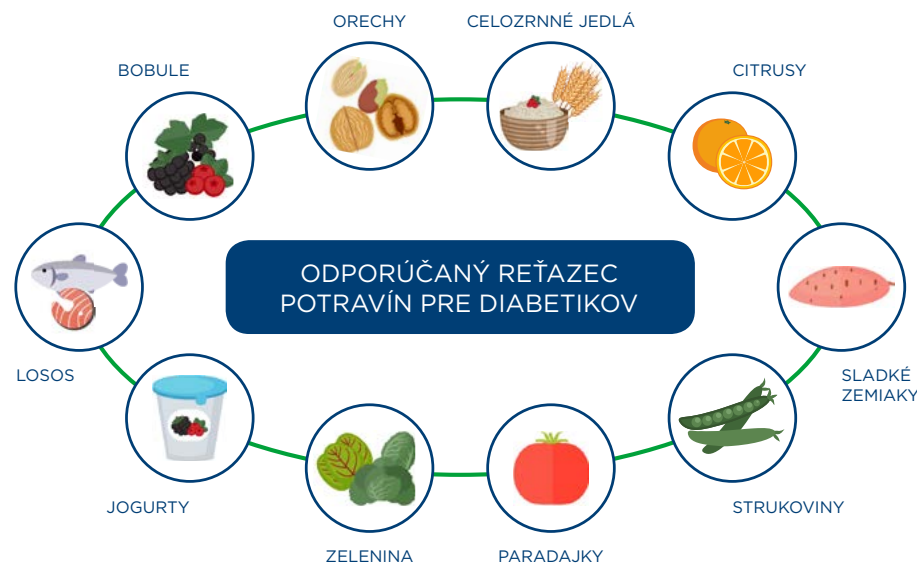 ORECHY
CELOZRNNÉ JEDLÁ
BOBULE
CITRUSY
ODPORÚČANÝ REŤAZEC
POTRAVÍN PRE DIABETIKOV
LOSOS
SLADKÉ
ZEMIAKY
JOGURTY
STRUKOVINY
ZELENINA
PARADAJKY